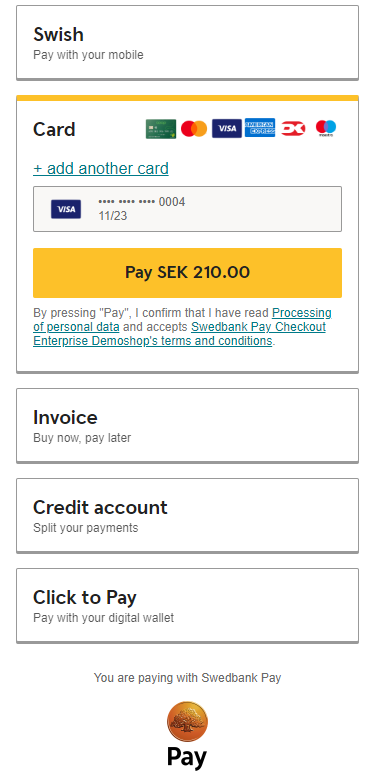 Swish
Pay with your mobile
Card
VISA
AMERICAN
EXPRESS
+ add another card
VISA
•••• •••• •••• 0004
11/23
Pay SEK 210.00
By pressing "Pay", I confirm that I have read Processing
of personal data and accepts Swedbank Pay Checkout
Enterprise Demoshop's terms and conditions.
Invoice
Buy now, pay later
Credit account
Split your payments
Click to Pay
Pay with your digital wallet
You are paying with Swedbank Pay
Pay